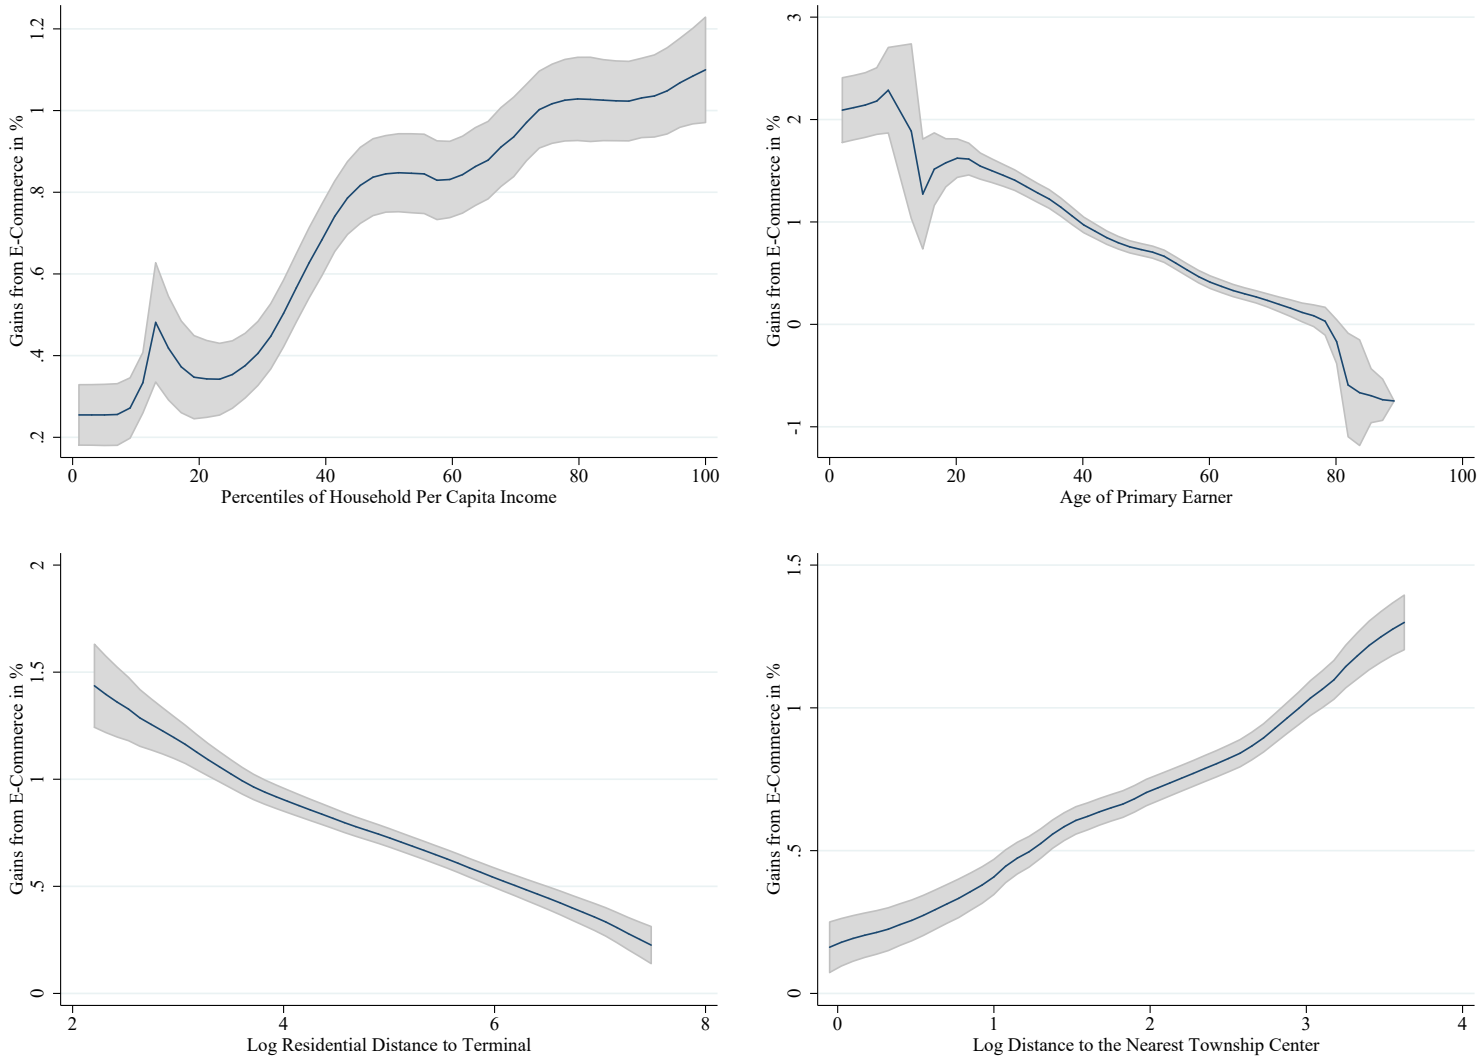 Gains from E-Commerce in %
.2 .4 .6 .8 1 1.2
0 20 40 60 80 100
Percentiles of Household Per Capita Income
Gains from E-Commerce in %
-1 0 1 2 3
0 20 40 60 80 100
Age of Primary Earner
Gains from E-Commerce in %
0 .5 1 1.5 2
2 4 6 8
Log Residential Distance to Terminal
Gains from E-Commerce in %
0 .5 1 1.5
0 1 2 3 4
Log Distance to the Nearest Township Center